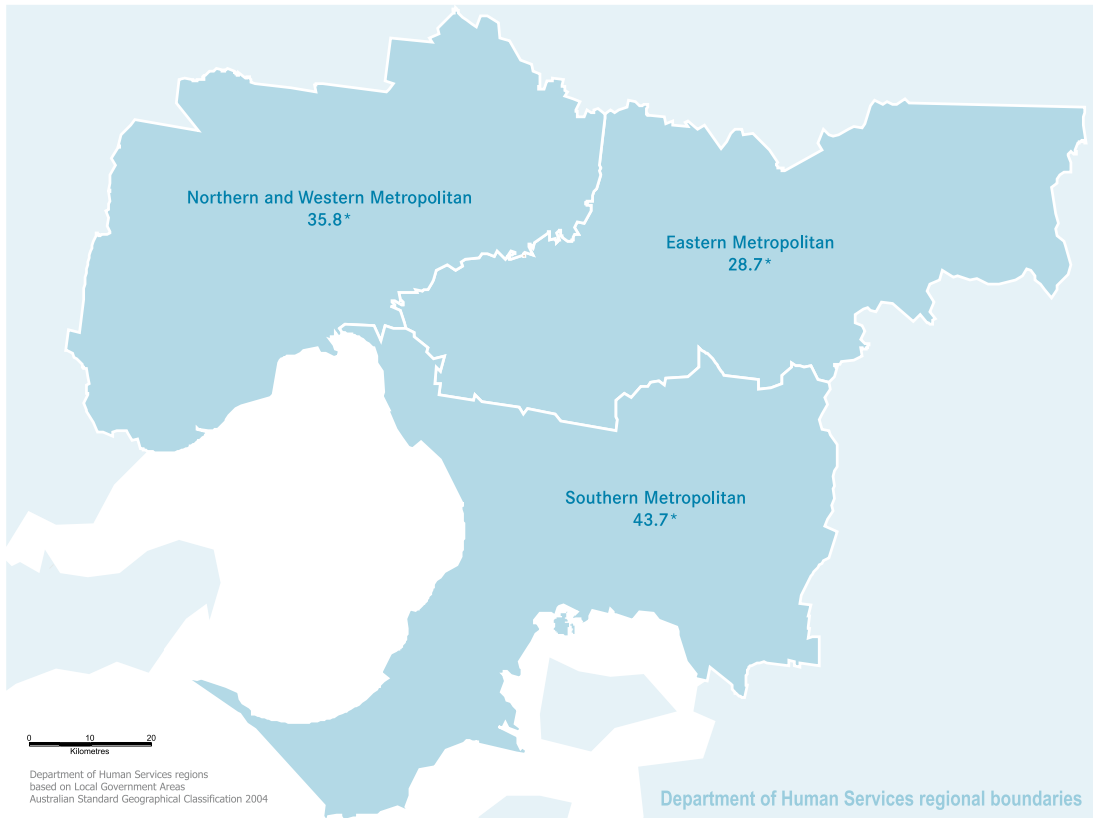 Northern and Western Metropolitan
35.8*
Eastern Metropolitan
28.7*
Southern Metropolitan
43.7*
0 10 20
Kilometres
Department of Human Services regions
based on Local Government Areas
Australian Standard Geographical Classification 2004
Department of Human Services regional boundaries